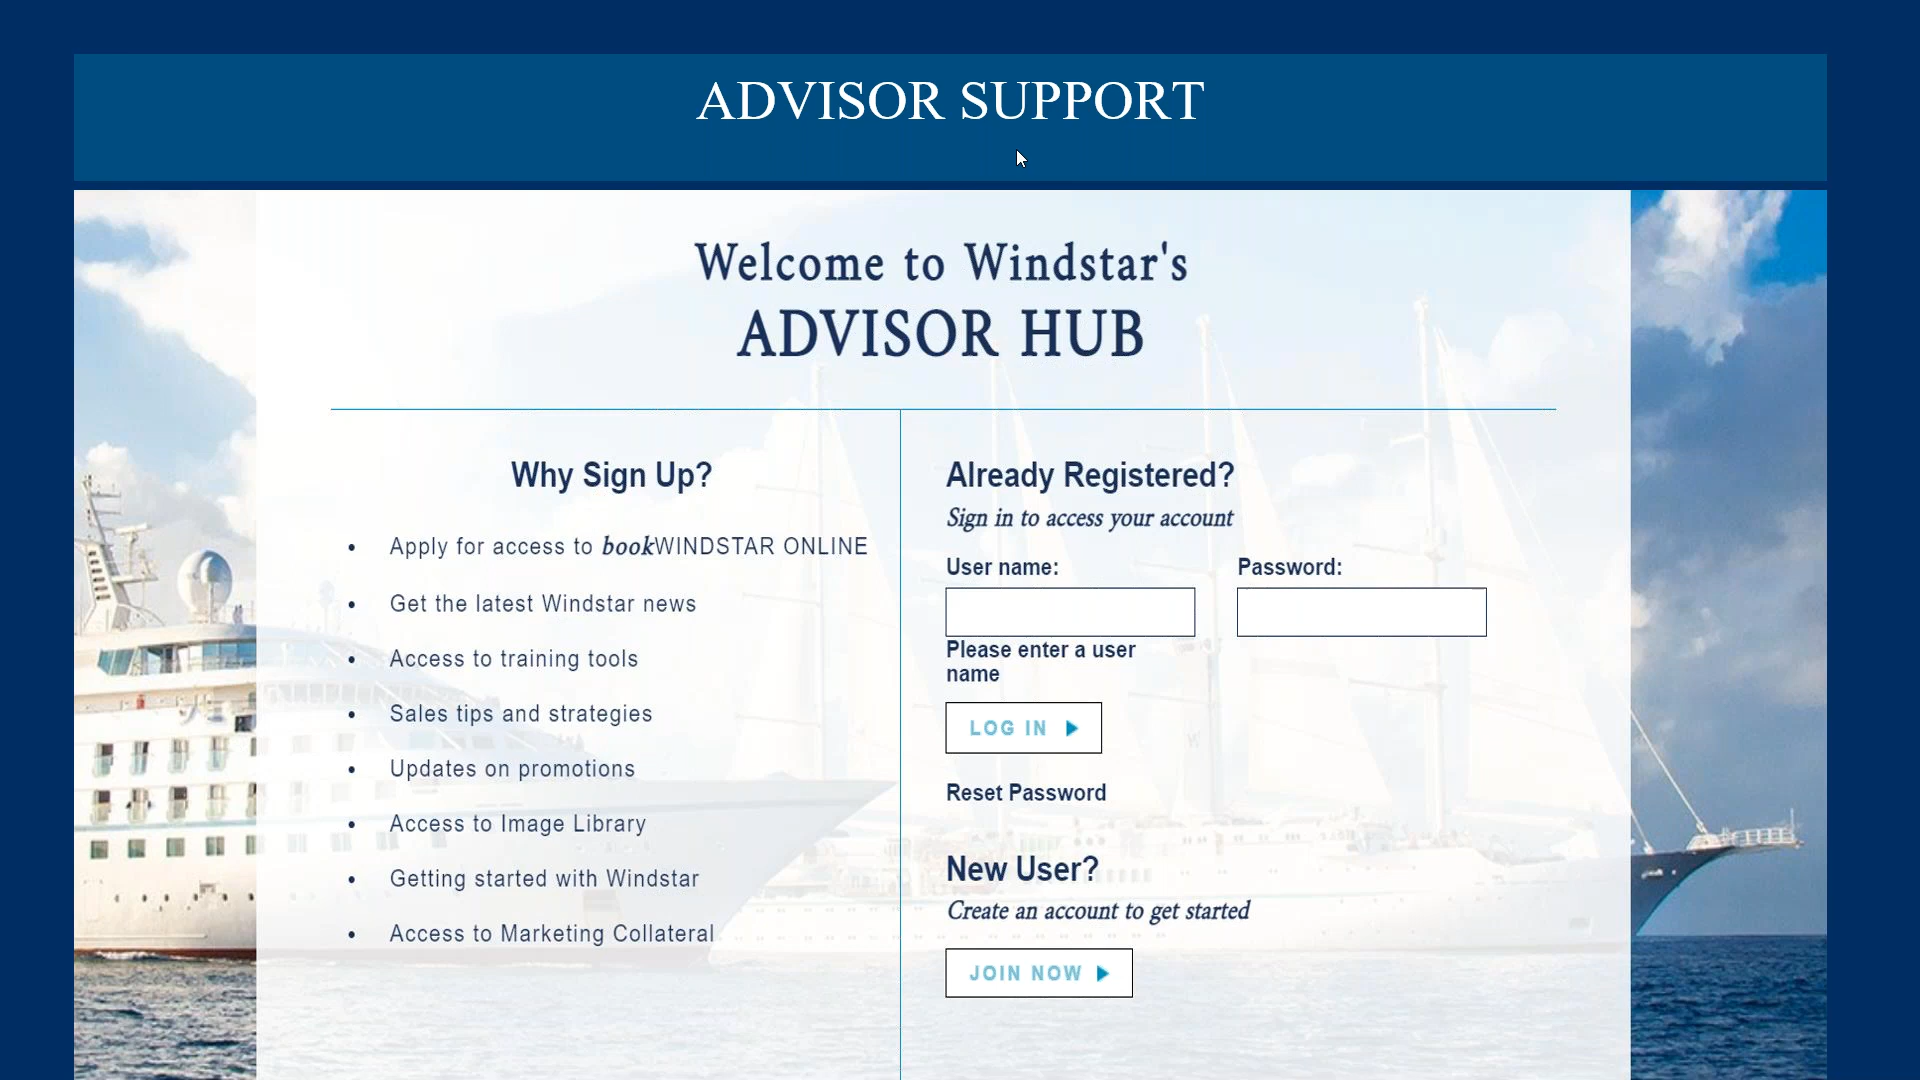 ADVISOR SUPPORT
Welcome to Windstar's
ADVISOR HUB
Why Sign Up?
• Apply for access to bookWINDSTAR ONLINE
• Get the latest Windstar news
• Access to training tools
• Sales tips and strategies
• Updates on promotions
• Access to Image Library
• Getting started with Windstar
• Access to Marketing Collateral
Already Registered?
Sign in to access your account
User name: Password:
Please enter a user
name
LOG IN
Reset Password
New User?
Create an account to get started
JOIN NOW